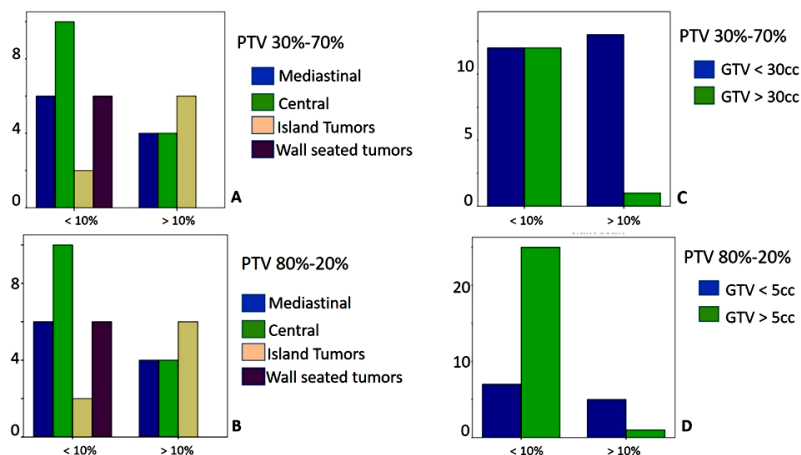 PTV 30%-70%
Mediastinal
Central
Island Tumors
Wall seated tumors
8
4
0
< 10%
> 10%
A
PTV 30%-70%
GTV < 30cc
GTV > 30cc
10
5
0
< 10%
> 10%
C
PTV 80%-20%
Mediastinal
Central
Island Tumors
Wall seated tumors
8
4
0
< 10%
> 10%
B
PTV 80%-20%
GTV < 5cc
GTV > 5cc
20
10
0
< 10%
> 10%
D